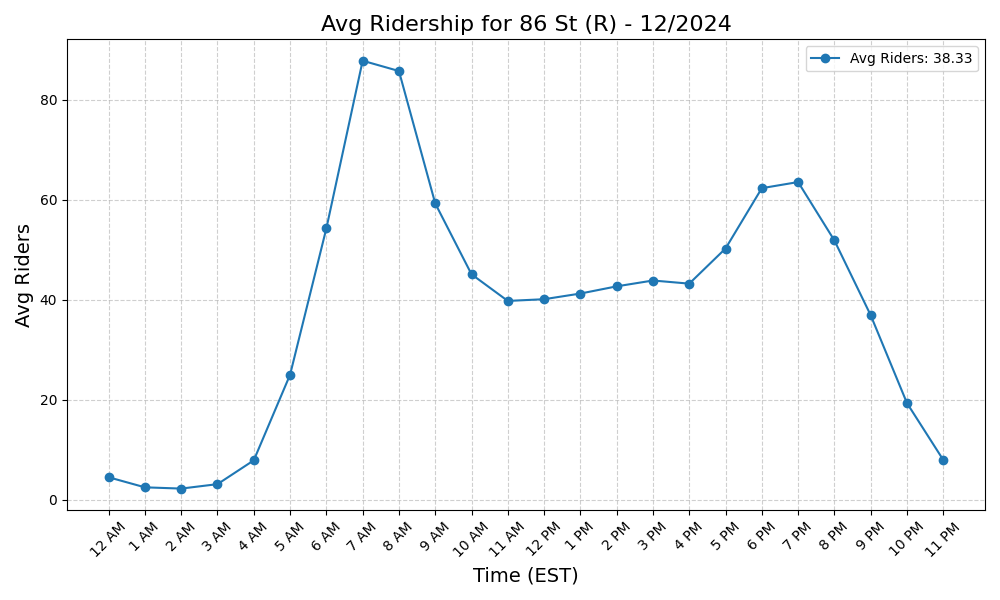 Avg Ridership for 86 St (R) - 12/2024
Avg Riders: 38.33
Avg Riders
80
60
40
20
0
12 AM
1 AM
2 AM
3 AM
4 AM
5 AM
6 AM
7 AM
8 AM
9 AM
10 AM
11 AM
12 PM
1 PM
2 PM
3 PM
4 PM
5 PM
6 PM
7 PM
8 PM
9 PM
10 PM
11 PM
Time (EST)